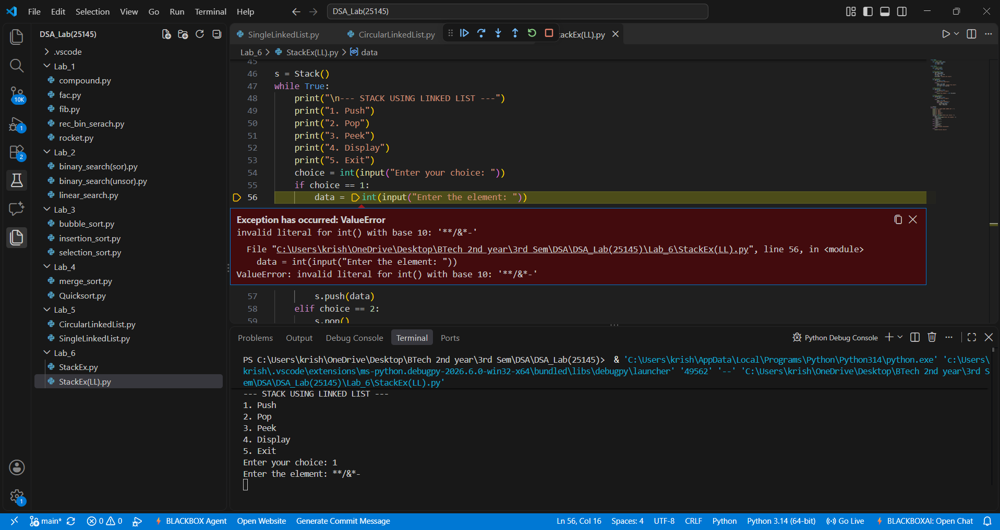 File Edit Selection View Go Run Terminal Help
DSA_Lab(25145)
DSA_Lab(25145)
.vscode
Lab_1
compound.py
fac.py
fib.py
rec_bin_serach.py
rocket.py
Lab_2
binary_search(sor).py
binary_search(unsor).py
linear_search.py
Lab_3
bubble_sort.py
insertion_sort.py
selection_sort.py
Lab_4
merge_sort.py
Quicksort.py
Lab_5
CircularLinkedList.py
SingleLinkedList.py
Lab_6
StackEx.py
StackEx(LL).py
10K
1
2
1
SingleLinkedList.py CircularLinkedList.py tackEx(LL).py
Lab_6 > StackEx(LL).py > data
45
46 s = Stack()
47 while True:
48 print("\n--- STACK USING LINKED LIST ---")
49 print("1. Push")
50 print("2. Pop")
51 print("3. Peek")
52 print("4. Display")
53 print("5. Exit")
54 choice = int(input("Enter your choice: "))
55 if choice == 1:
56 data = int(input("Enter the element: "))
Exception has occurred: ValueError
invalid literal for int() with base 10: '**/&*-'
File "C:\Users\krish\OneDrive\Desktop\BTech 2nd year\3rd Sem\DSA\DSA_Lab(25145)\Lab_6\StackEx(LL).py", line 56, in <module>
data = int(input("Enter the element: "))
ValueError: invalid literal for int() with base 10: '**/&*-'
57 s.push(data)
58 elif choice == 2:
59 s.pop()
Problems Output Debug Console Terminal Ports
Python Debug Console
PS C:\Users\krish\OneDrive\Desktop\BTech 2nd year\3rd Sem\DSA\DSA_Lab(25145)> & 'C:\Users\krish\AppData\Local\Programs\Python\Python314\python.exe' 'c:\Users\
krish\.vscode\extensions\ms-python.debugpy-2026.6.0-win32-x64\bundled\libs\debugpy\launcher' '49562' '--' 'C:\Users\krish\OneDrive\Desktop\BTech 2nd year\3rd S
em\DSA\DSA_Lab(25145)\Lab_6\StackEx(LL).py'
--- STACK USING LINKED LIST ---
1. Push
2. Pop
3. Peek
4. Display
5. Exit
Enter your choice: 1
Enter the element: **/&*-
main* 0 0 BLACKBOX Agent Open Website Generate Commit Message Ln 56, Col 16 Spaces: 4 UTF-8 CRLF Python Python 3.14 (64-bit) Go Live BLACKBOXAI: Open Chat